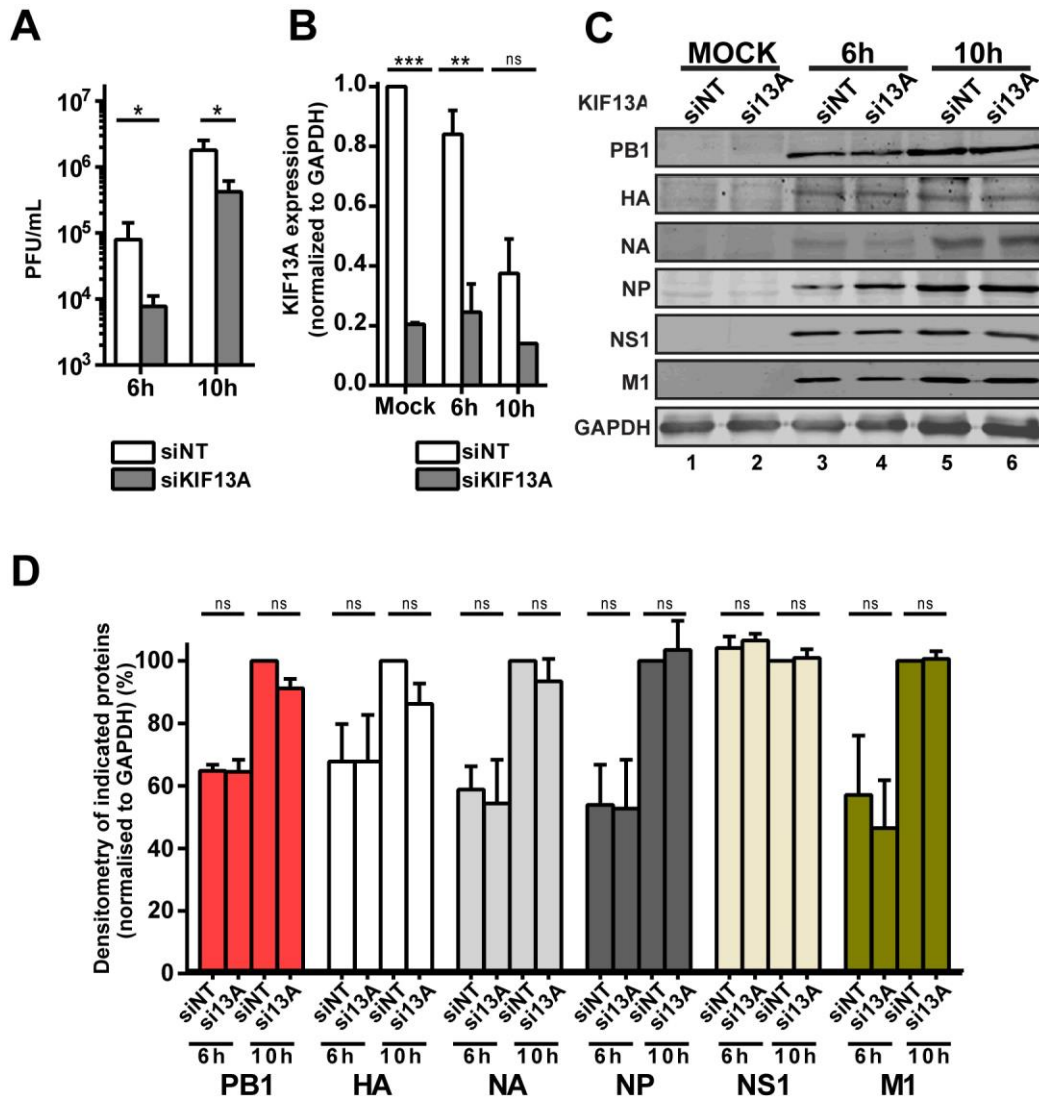 A
PFU/mL
10⁷
10⁶
10⁵
10⁴
10³
*
*
6h
10h
siNT
siKIF13A
B
KIF13A expression
(normalized to GAPDH)
1.0
0.8
0.6
0.4
0.2
0.0
***
**
ns
Mock
6h
10h
siNT
siKIF13A
C
MOCK
6h
10h
KIF13A
siNT
si13A
siNT
si13A
siNT
si13A
PB1
HA
NA
NP
NS1
M1
GAPDH
1 2 3 4 5 6
D
Densitometry of indicated proteins
(normalised to GAPDH) (%)
100
80
60
40
20
0
ns ns ns ns ns ns ns ns ns ns ns ns
siNT si13A siNT si13A siNT si13A siNT si13A siNT si13A siNT si13A siNT si13A siNT si13A siNT si13A siNT si13A siNT si13A siNT si13A
6h 10h 6h 10h 6h 10h 6h 10h 6h 10h 6h 10h
PB1 HA NA NP NS1 M1